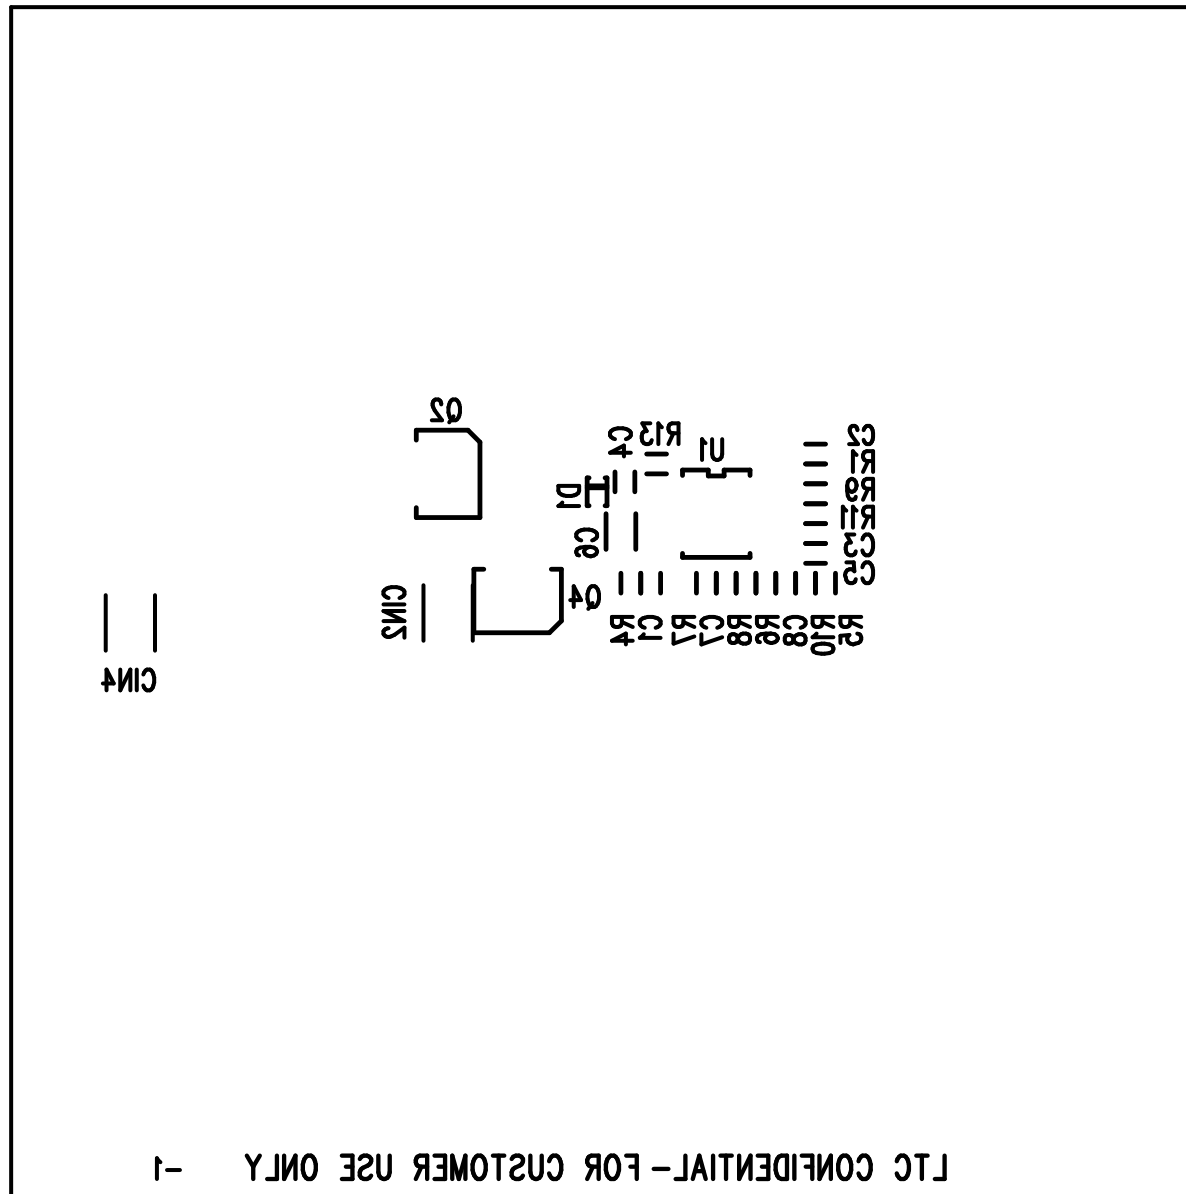 Q2
C4
R13
U1
C2
R1
R9
R11
C3
C5
D1
C6
CIN2
Q4
R4
C1
R7
C7
R8
R6
C8
R10
R5
CIN4
LTC CONFIDENTIAL-FOR CUSTOMER USE ONLY
-1